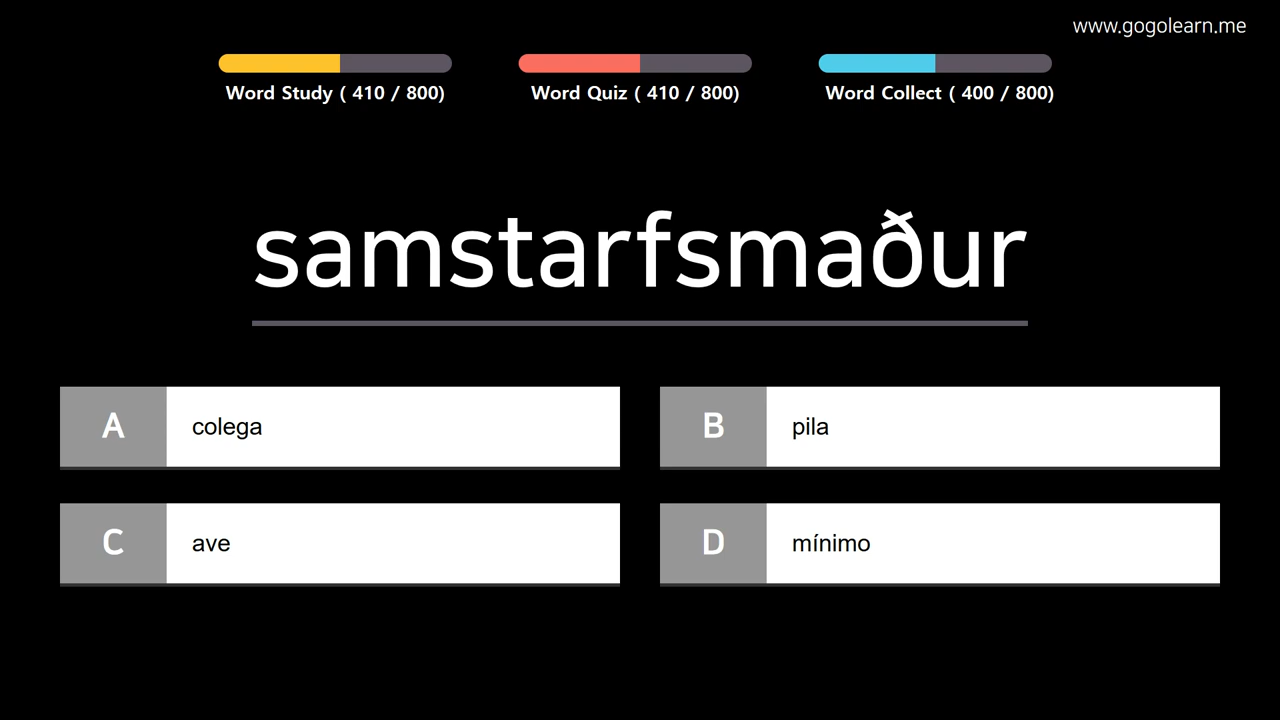 www.gogolearn.me
Word Study ( 410 / 800)
Word Quiz ( 410 / 800)
Word Collect ( 400 / 800)
samstarfsmaður
A colega
B pila
C ave
D mínimo